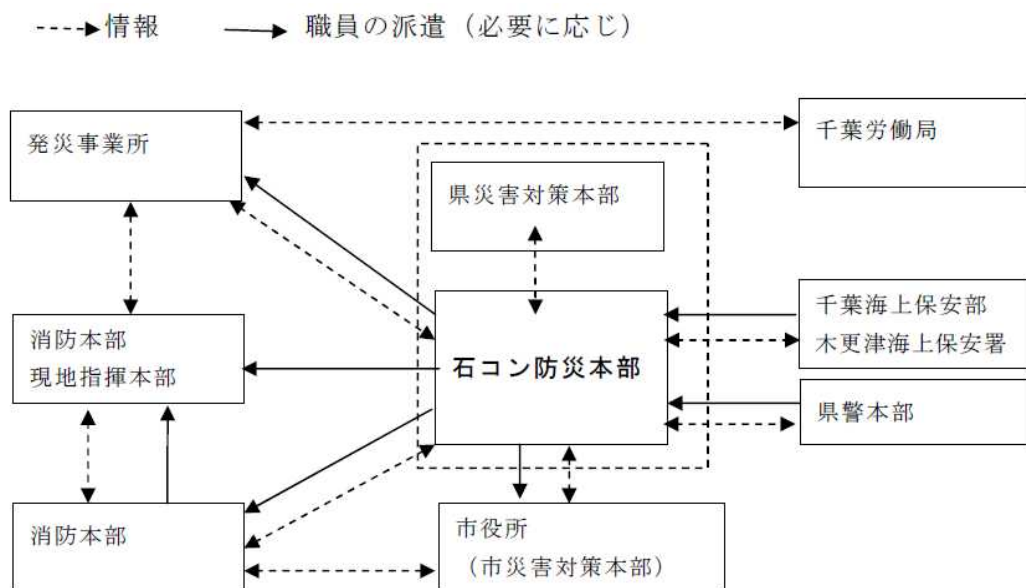 情報 職員の派遣（必要に応じ）
発災事業所
千葉労働局
県災害対策本部
消防本部
現地指揮本部
石コン防災本部
千葉海上保安部
木更津海上保安署
県警本部
消防本部
市役所
（市災害対策本部）